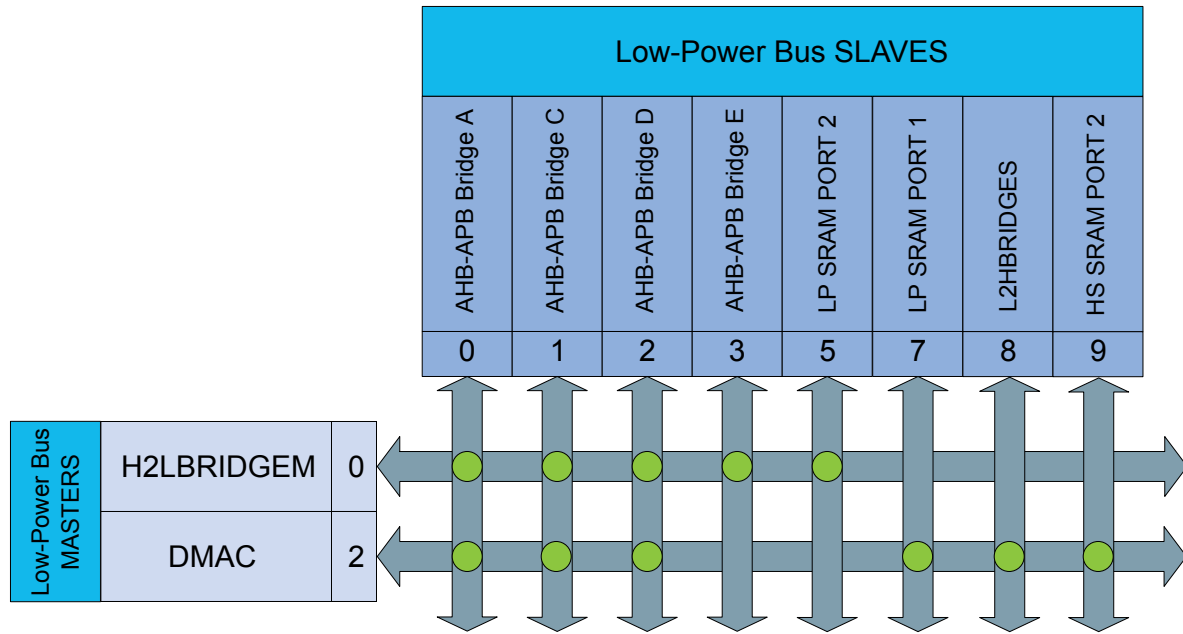 Low-Power Bus SLAVES
AHB-APB Bridge A
AHB-APB Bridge C
AHB-APB Bridge D
AHB-APB Bridge E
LP SRAM PORT 2
LP SRAM PORT 1
L2HBRIDGES
HS SRAM PORT 2
0 1 2 3 5 7 8 9
Low-Power Bus
MASTERS
H2LBRIDGEM 0
DMAC 2